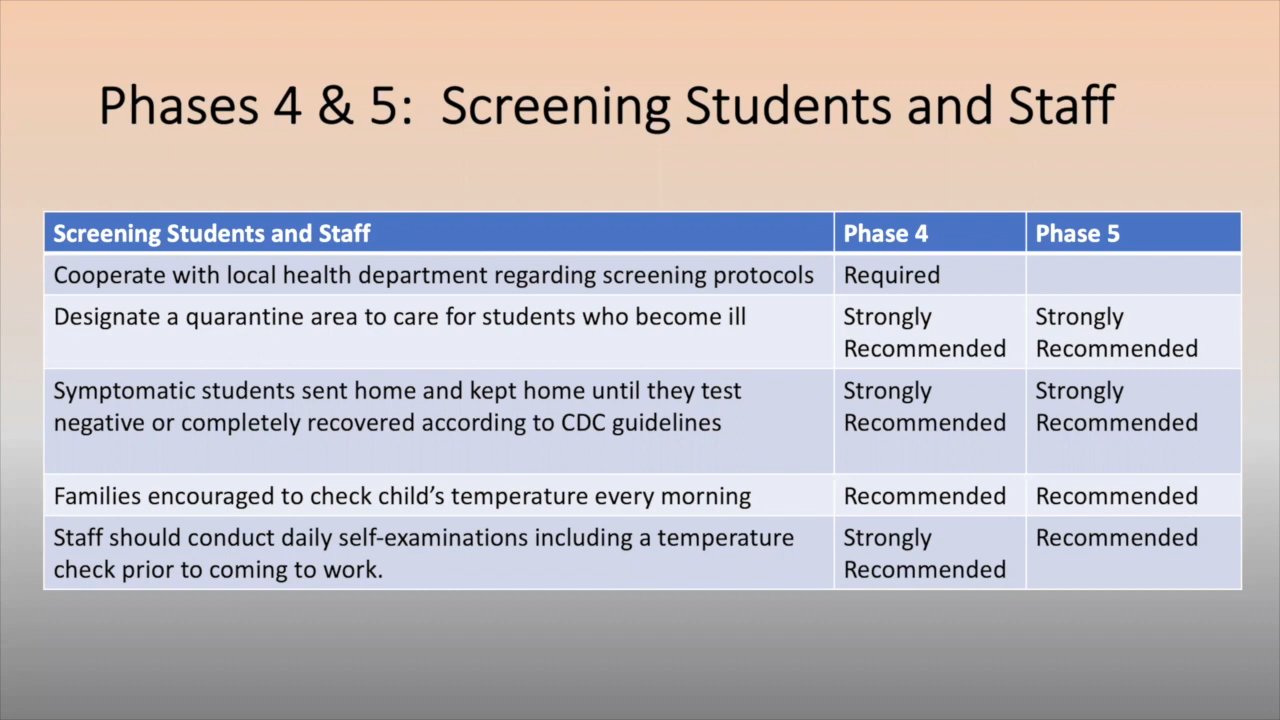 Phases 4 & 5:  Screening Students and Staff
Screening Students and Staff Phase 4 Phase 5
Cooperate with local health department regarding screening protocols Required
Designate a quarantine area to care for students who become ill Strongly Strongly
Recommended Recommended
Symptomatic students sent home and kept home until they test Strongly Strongly
negative or completely recovered according to CDC guidelines Recommended Recommended
Families encouraged to check child’s temperature every morning Recommended Recommended
Staff should conduct daily self-examinations including a temperature Strongly Recommended
check prior to coming to work. Recommended